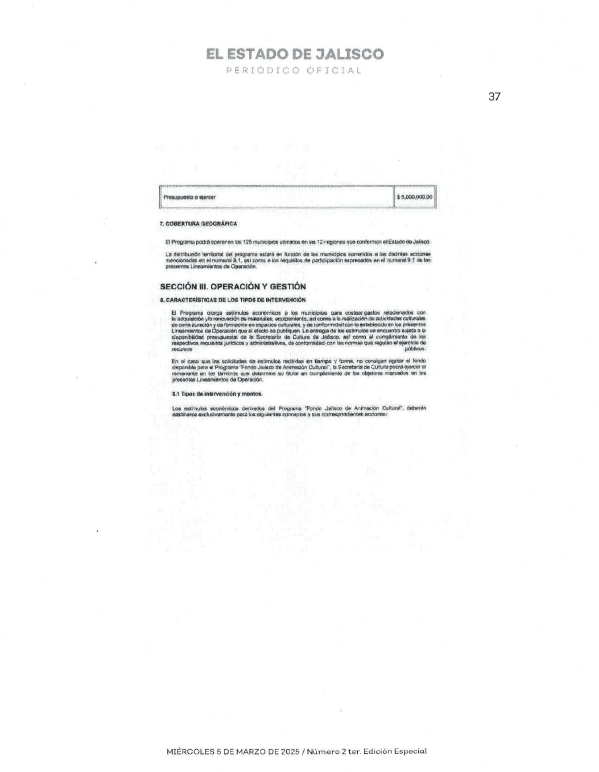 EL ESTADO DE JALISCO
PERIÓDICO OFICIAL
37
Presupuesto a ejercer $ 5,000,000.00
7. COBERTURA GEOGRÁFICA
El Programa podrá operar en los 125 municipios ubicados en las 12 regiones que conforman el Estado de Jalisco.
La distribución territorial del programa estará en función de los municipios sometidos a las distintas acciones
mencionadas en el numeral 8.1, así como a los requisitos de participación expresados en el numeral 9.1 de los
presentes Lineamientos de Operación.
SECCIÓN III. OPERACIÓN Y GESTIÓN
8. CARACTERÍSTICAS DE LOS TIPOS DE INTERVENCIÓN
El Programa otorga estímulos económicos a los municipios para costear gastos relacionados con
la adquisición y/o renovación de materiales, equipamiento, así como a la realización de actividades culturales
de corta duración y de formación en espacios culturales, y de conformidad con lo establecido en los presentes
Lineamientos de Operación que al efecto se publiquen. La entrega de los estímulos se encuentra sujeta a la
disponibilidad presupuestal de la Secretaría de Cultura de Jalisco, así como al cumplimiento de los
respectivos requisitos jurídicos y administrativos, de conformidad con las normas que regulan el ejercicio de
recursos públicos.
En el caso que las solicitudes de estímulos recibidas en tiempo y forma, no consigan agotar el fondo
disponible para el Programa "Fondo Jalisco de Animación Cultural", la Secretaría de Cultura podrá ejercer el
remanente en los términos que determine su titular en cumplimiento de los objetivos marcados en los
presentes Lineamientos de Operación.
8.1 Tipos de intervención y montos.
Los estímulos económicos derivados del Programa "Fondo Jalisco de Animación Cultural", deberán
destinarse exclusivamente para los siguientes conceptos y sus correspondientes acciones:
MIÉRCOLES 5 DE MARZO DE 2025 / Número 2 ter. Edición Especial